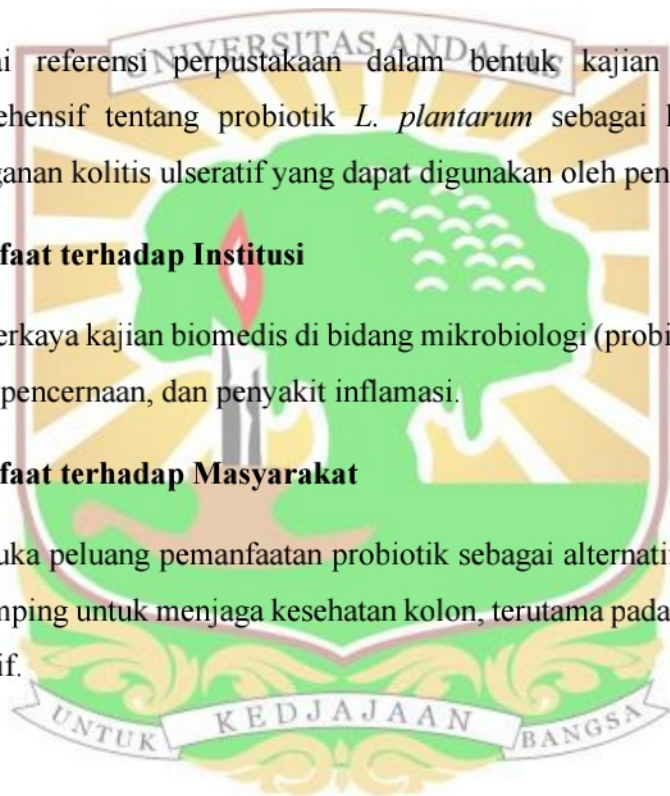 UNIVERSITAS ANDALAS
ai referensi perpustakaan dalam bentuk kajian
ehensif tentang probiotik L. plantarum sebagai
ganan kolitis ulseratif yang dapat digunakan oleh pen
faat terhadap Institusi
erkaya kajian biomedis di bidang mikrobiologi (probi
pencernaan, dan penyakit inflamasi.
faat terhadap Masyarakat
uka peluang pemanfaatan probiotik sebagai alternati
mping untuk menjaga kesehatan kolon, terutama pada
if.
UNTUK KEDJAJAAN BANGSA